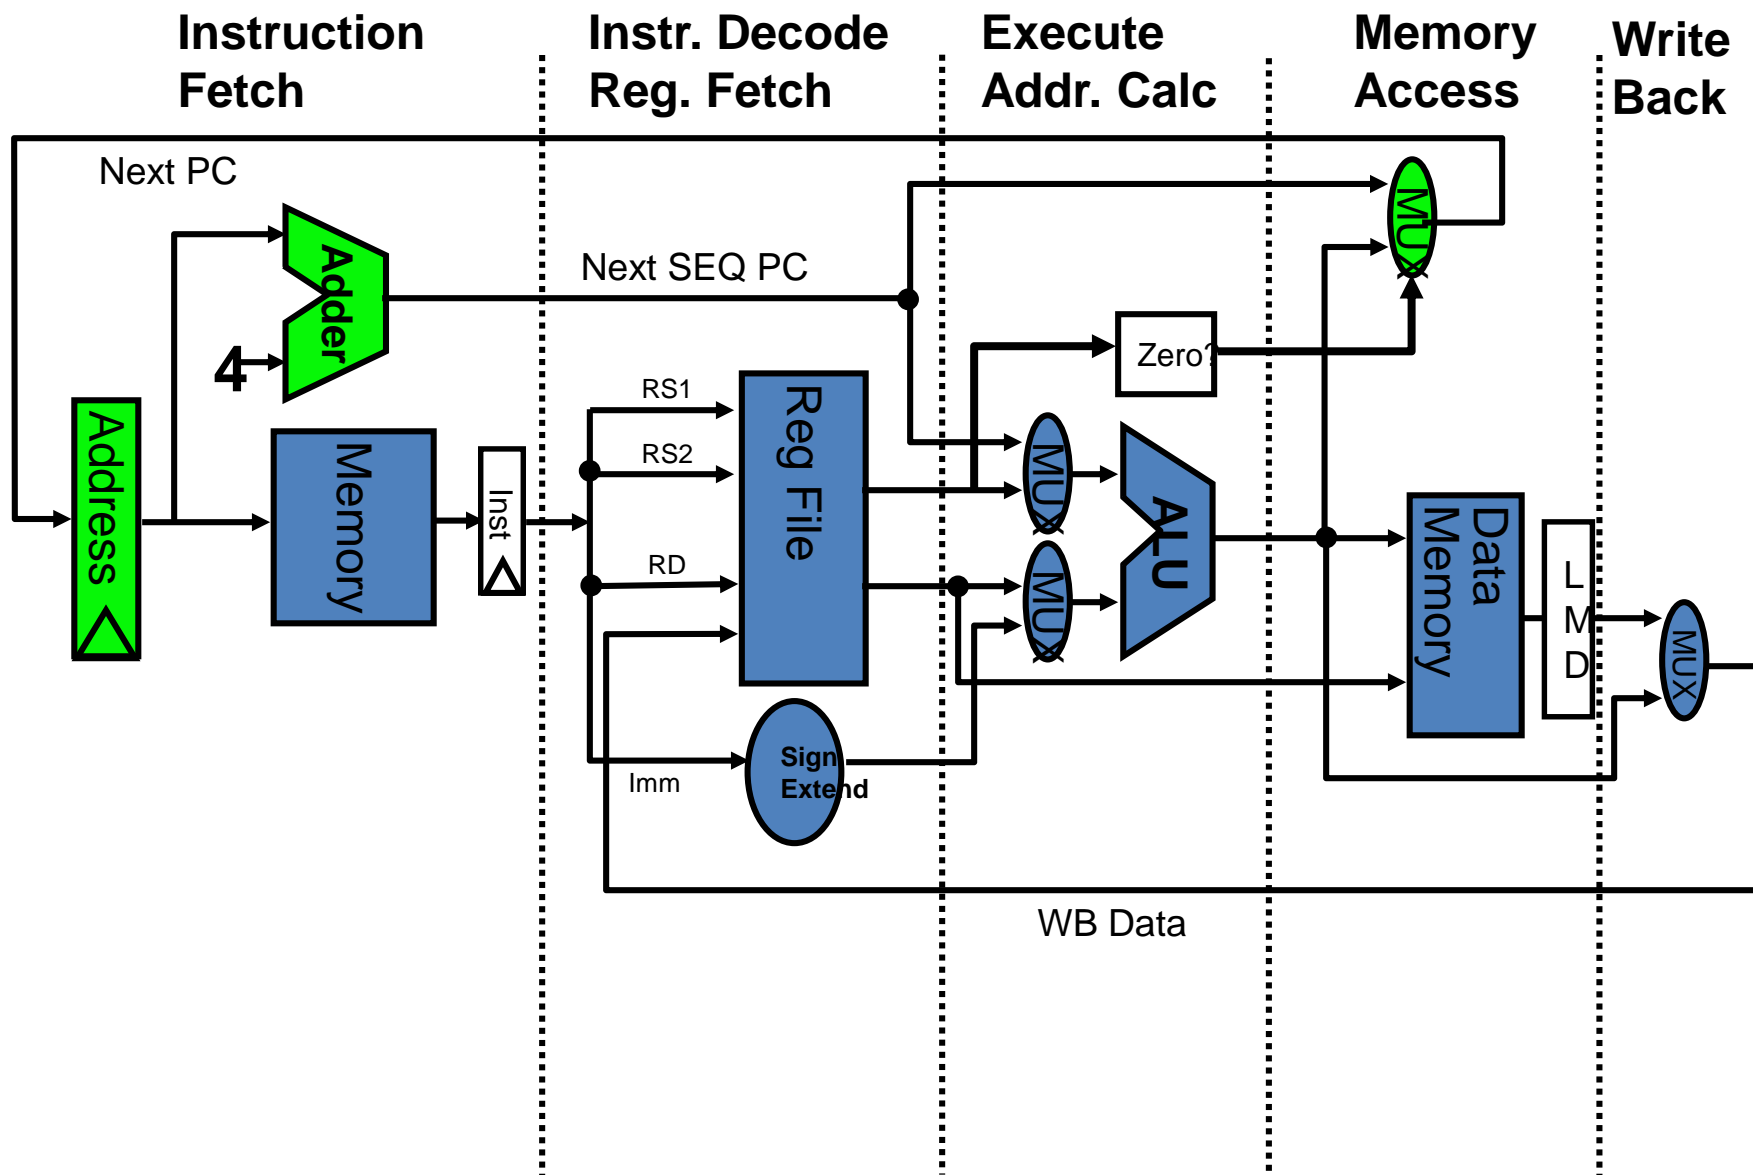 Instruction
Fetch
Instr. Decode
Reg. Fetch
Execute
Addr. Calc
Memory
Access
Write
Back
Next PC
Adder
4
Next SEQ PC
MUX
Zero?
Address
Memory
Inst
RS1
RS2
RD
Imm
Reg File
Sign
Extend
MUX
MUX
ALU
Data
Memory
L
M
D
MUX
WB Data